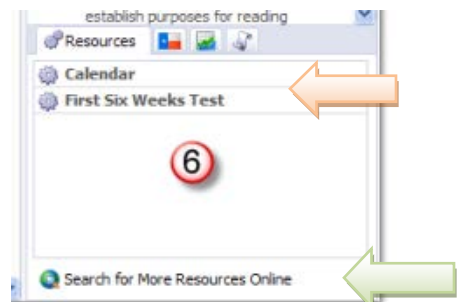 establish purposes for reading
Resources
Calendar
First Six Weeks Test
6
Search for More Resources Online